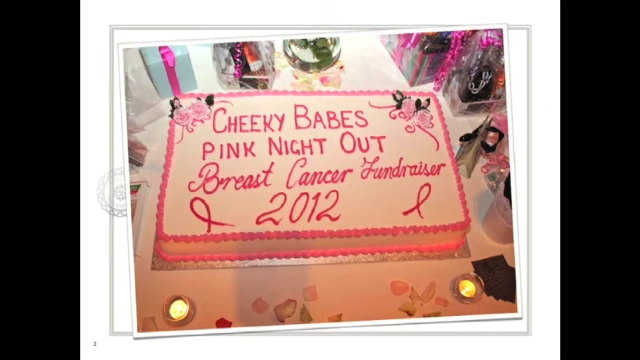 CHEEKY BABES
PINK NIGHT OUT
Breast Cancer Fundraiser
2012
2